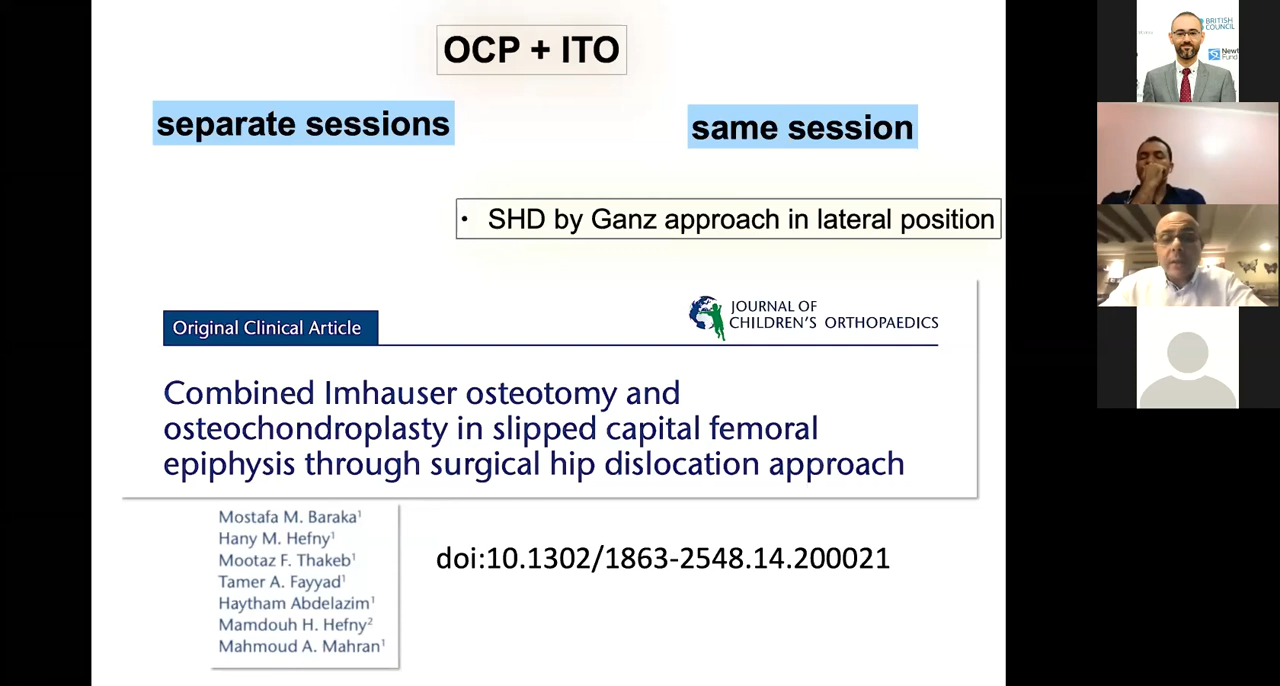 OCP + ITO
separate sessions
same session
• SHD by Ganz approach in lateral position
Original Clinical Article
JOURNAL OF
CHILDREN'S ORTHOPAEDICS
Combined Imhauser osteotomy and
osteochondroplasty in slipped capital femoral
epiphysis through surgical hip dislocation approach
Mostafa M. Baraka¹
Hany M. Hefny¹
Mootaz F. Thakeb¹
Tamer A. Fayyad¹
Haytham Abdelazim¹
Mamdouh H. Hefny²
Mahmoud A. Mahran¹
doi:10.1302/1863-2548.14.200021
BRITISH
COUNCIL
Newt
Fund